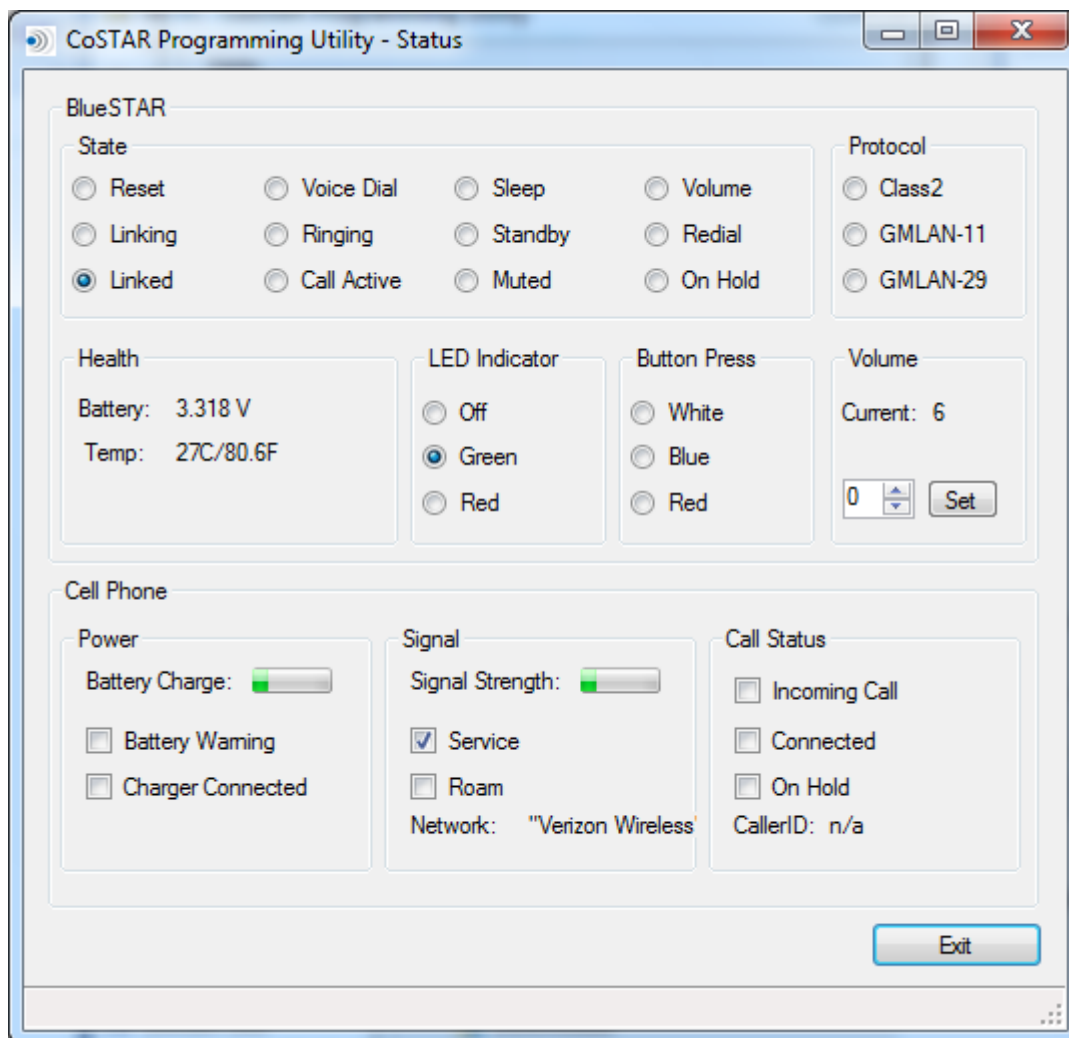 CoSTAR Programming Utility - Status
BlueSTAR
State
Protocol
Reset Voice Dial Sleep Volume Class2
Linking Ringing Standby Redial GMLAN-11
Linked Call Active Muted On Hold GMLAN-29
Health
LED Indicator
Button Press
Volume
Battery: 3.318 V Off White Current: 6
Temp: 27C/80.6F Green Blue
Red Red 0 Set
Cell Phone
Power
Signal
Call Status
Battery Charge: Signal Strength: Incoming Call
Battery Warning Service Connected
Charger Connected Roam On Hold
Network: "Verizon Wireless" CallerID: n/a
Exit